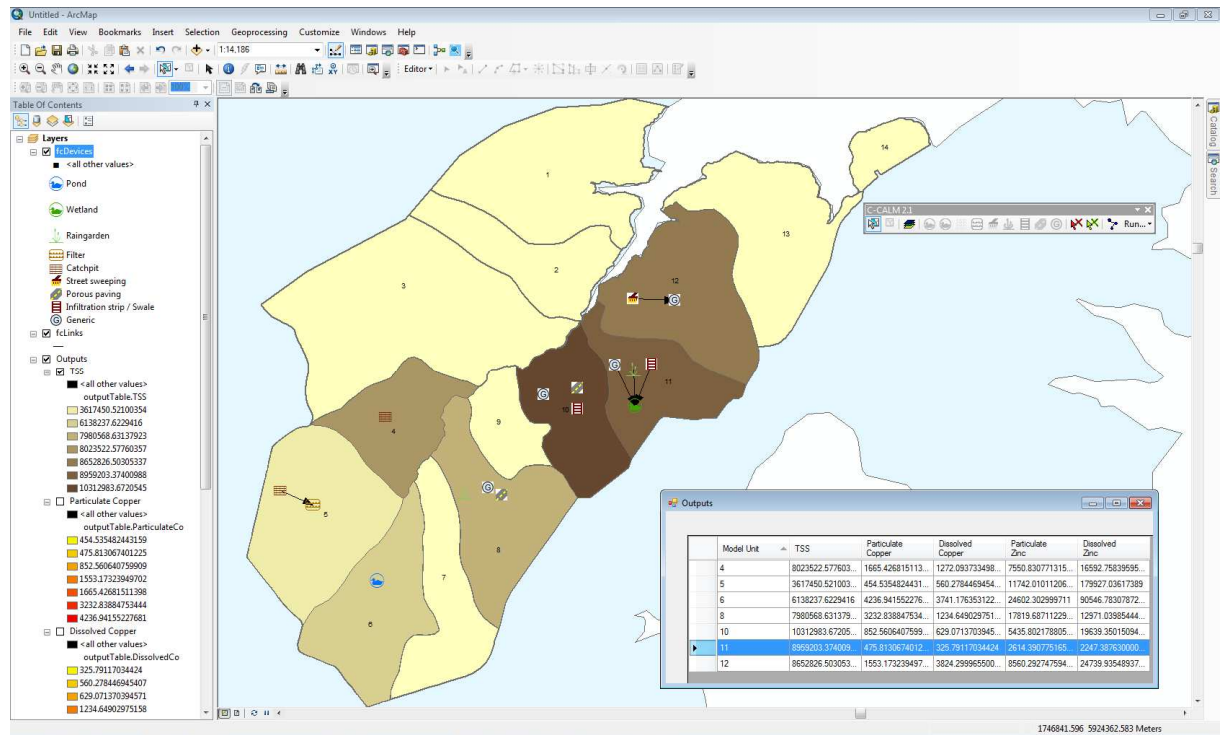 Untitled - ArcMap
File Edit View Bookmarks Insert Selection Geoprocessing Customize Windows Help
1:14,186
Editor
100%
Table Of Contents
Layers
fcDevices
<all other values>
Pond
Wetland
Raingarden
Filter
Catchpit
Street sweeping
Porous paving
Infiltration strip / Swale
G Generic
fcLinks
Outputs
TSS
<all other values>
outputTable.TSS
3617450.52100354
6138237.6229416
7980568.63137923
8023522.57760357
8652826.50305337
8959203.37400988
10312983.6720545
Particulate Copper
<all other values>
outputTable.ParticulateCo
454.535482443159
475.813067401225
852.560640759909
1553.17323949702
1665.42681511398
3232.83884753444
4236.94155227681
Dissolved Copper
<all other values>
outputTable.DissolvedCo
325.79117034424
560.278446945407
629.071370394571
1234.64902975158
1
2
3
4
5
6
7
8
9
10
11
12
13
14
G
G
G
G
C-CALM 2.1
G
Run...
Catalog
Search
Outputs
Model Unit TSS Particulate Copper Dissolved Copper Particulate Zinc Dissolved Zinc
4 8023522.577603... 1665.426815113... 1272.093733498... 7550.830771315... 16592.75839595...
5 3617450.521003... 454.5354824431... 560.2784469454... 11742.01011206... 179927.03617389
6 6138237.6229416 4236.941552276... 3741.176353122... 24602.302999711 90546.78307872...
8 7980568.631379... 3232.838847534... 1234.649029751... 17819.68711229... 12971.03985444...
10 10312983.67205... 852.5606407599... 629.0713703945... 5435.802178805... 19639.35015094...
11 8959203.374009... 475.8130674012... 325.79117034424 2614.390775165... 2247.387630000...
12 8652826.503053... 1553.173239497... 3824.299965500... 8560.292747594... 24739.93548937...
1746841.596 5924362.583 Meters